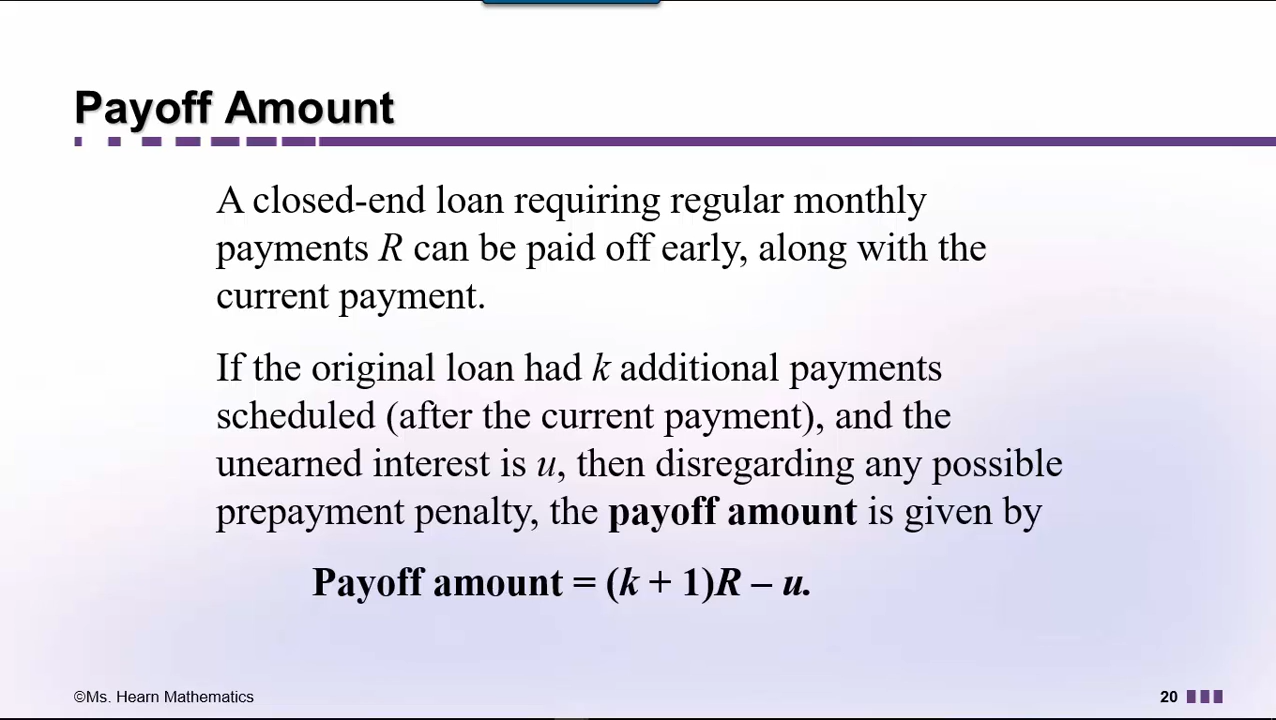 Payoff Amount
A closed-end loan requiring regular monthly
payments R can be paid off early, along with the
current payment.
If the original loan had k additional payments
scheduled (after the current payment), and the
unearned interest is u, then disregarding any possible
prepayment penalty, the payoff amount is given by
Payoff amount = (k + 1)R – u.
©Ms. Hearn Mathematics
20